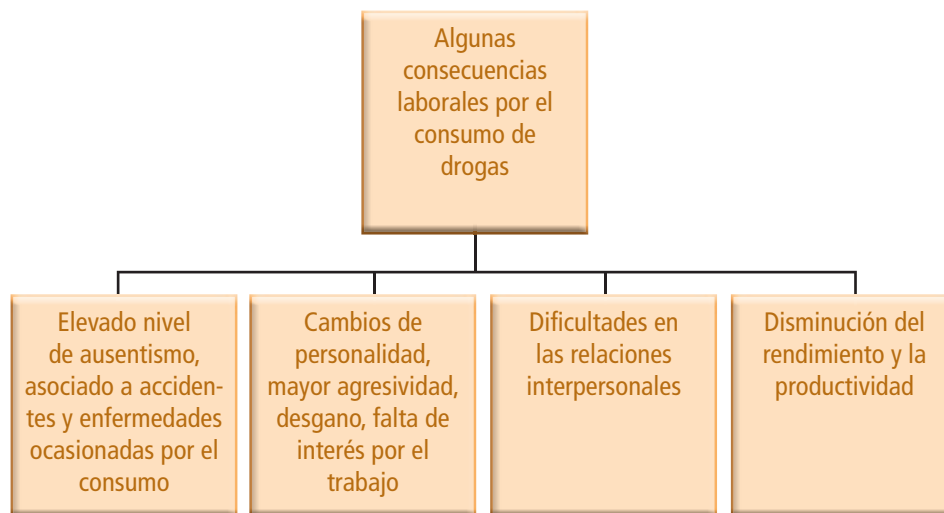 Algunas
consecuencias
laborales por el
consumo de
drogas
Elevado nivel
de ausentismo,
asociado a acciden-
tes y enfermedades
ocasionadas por el
consumo
Cambios de
personalidad,
mayor agresividad,
desgano, falta de
interés por el
trabajo
Dificultades en
las relaciones
interpersonales
Disminución del
rendimiento y la
productividad